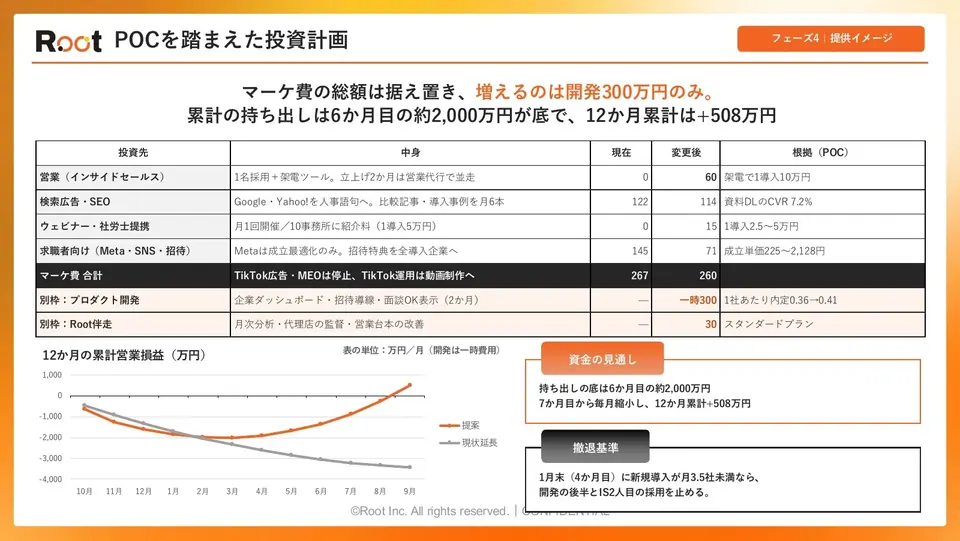 Root POCを踏まえた投資計画
フェーズ4｜提供イメージ
マーケ費の総額は据え置き、増えるのは開発300万円のみ。
累計の持ち出しは6か月目の約2,000万円が底で、12か月累計は+508万円
投資先 中身 現在 変更後 根拠（POC）
営業（インサイドセールス） 1名採用＋架電ツール。立上げ2か月は営業代行で並走 0 60 架電で1導入10万円
検索広告・SEO Google・Yahoo!を人事語句へ。比較記事・導入事例を月6本 122 114 資料DLのCVR 7.2%
ウェビナー・社労士提携 月1回開催／10事務所に紹介料（1導入5万円） 0 15 1導入2.5～5万円
求職者向け（Meta・SNS・招待） Metaは成立最適化のみ。招待特典を全導入企業へ 145 71 成立単価225～2,128円
マーケ費 合計 TikTok広告・MEOは停止、TikTok運用は動画制作へ 267 260
別枠：プロダクト開発 企業ダッシュボード・招待導線・面談OK表示（2か月） — 一時300 1社あたり内定0.36→0.41
別枠：Root伴走 月次分析・代理店の監督・営業台本の改善 — 30 スタンダードプラン
12か月の累計営業損益（万円）
表の単位：万円／月（開発は一時費用）
1,000
0
-1,000
-2,000
-3,000
-4,000
10月 11月 12月 1月 2月 3月 4月 5月 6月 7月 8月 9月
提案
現状延長
資金の見通し
持ち出しの底は6か月目の約2,000万円
7か月目から毎月縮小し、12か月累計+508万円
撤退基準
1月末（4か月目）に新規導入が月3.5社未満なら、
開発の後半とIS2人目の採用を止める。
©Root Inc. All rights reserved.｜CONFIDENTIAL